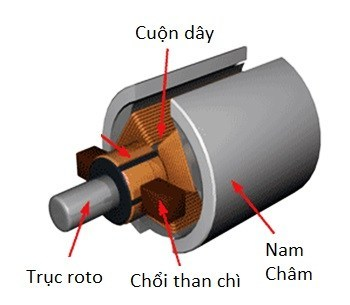 Cuộn dây
Trục roto
Chổi than chì
Nam
Châm